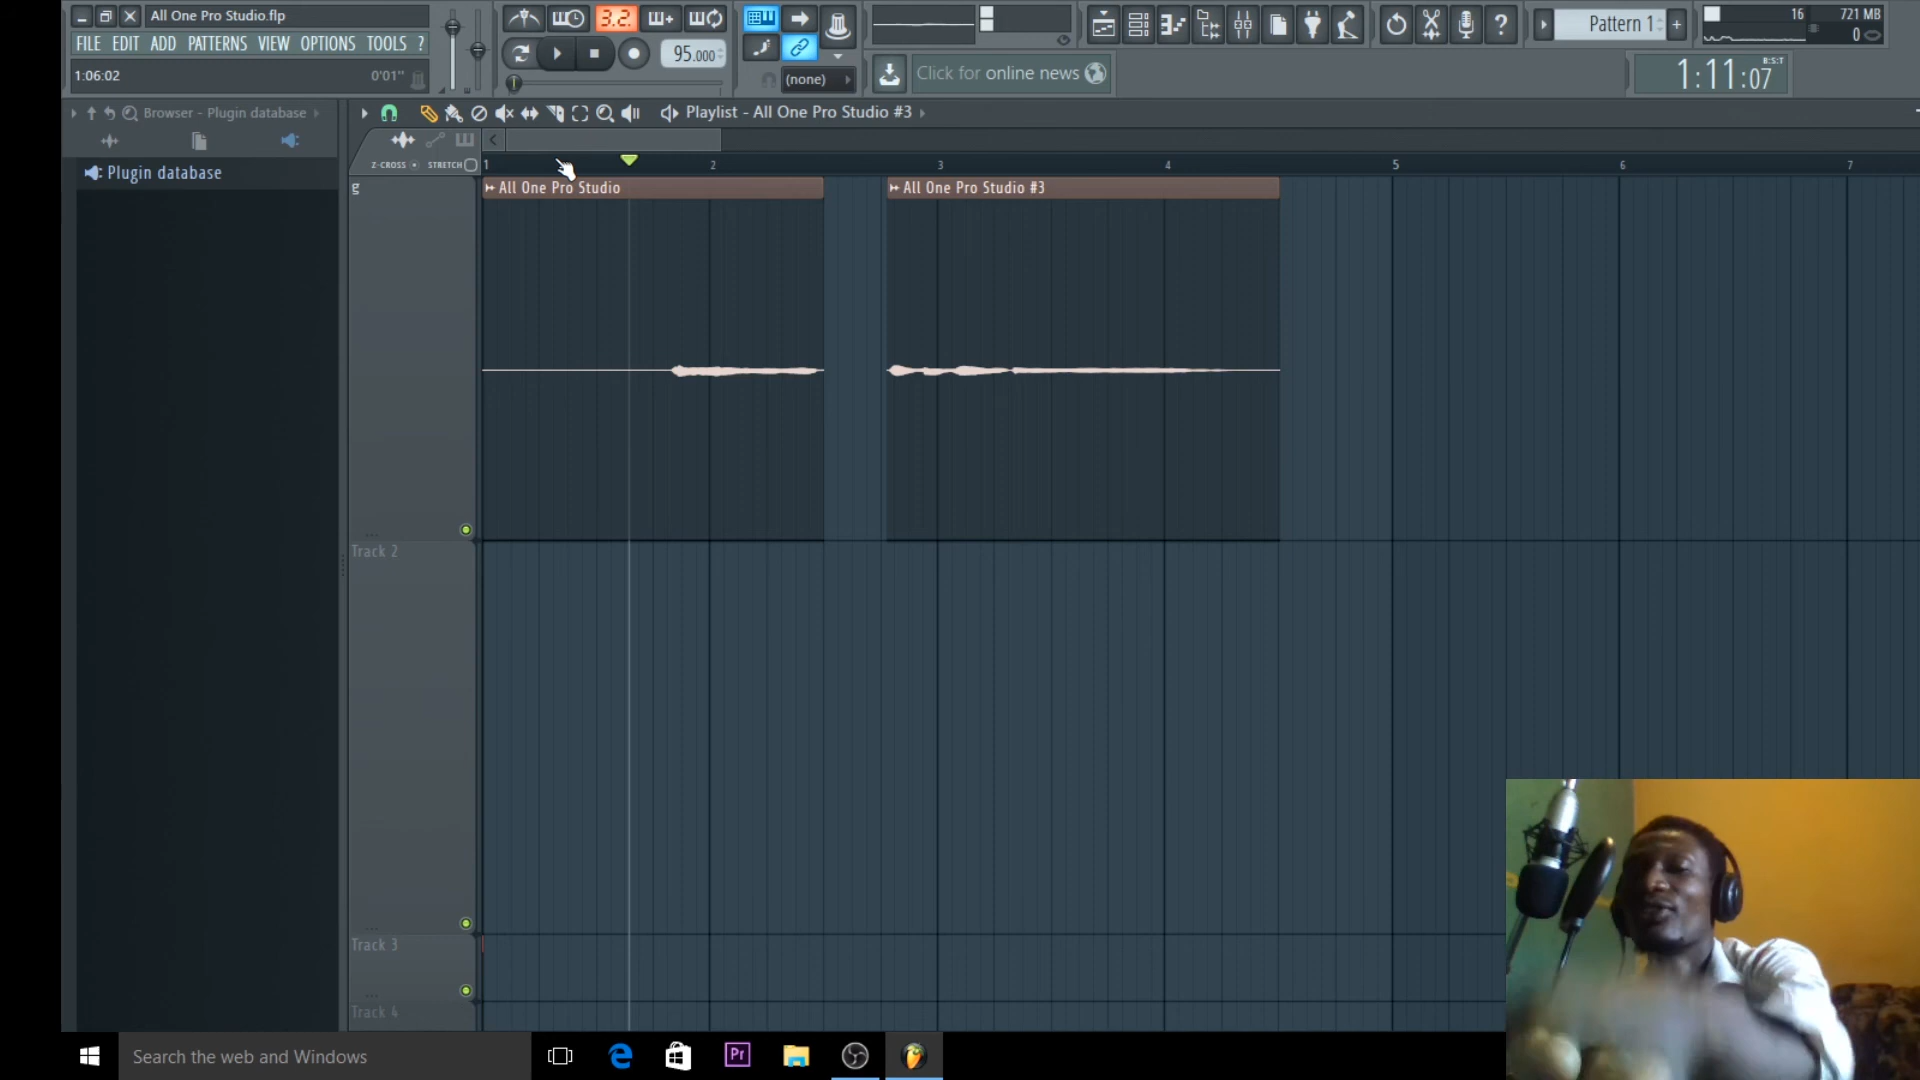 All One Pro Studio.flp
FILE EDIT ADD PATTERNS VIEW OPTIONS TOOLS ?
1:06:02 0'01"
3.2.
95.000
(none)
Click for online news
Pattern 1
16 721 MB
0
B:S:T
1:11:07
Browser - Plugin database
Plugin database
Playlist - All One Pro Studio #3
Z-CROSS STRETCH
1 2 3 4 5 6 7
g
All One Pro Studio
All One Pro Studio #3
Track 2
Track 3
Track 4
Search the web and Windows
Pr